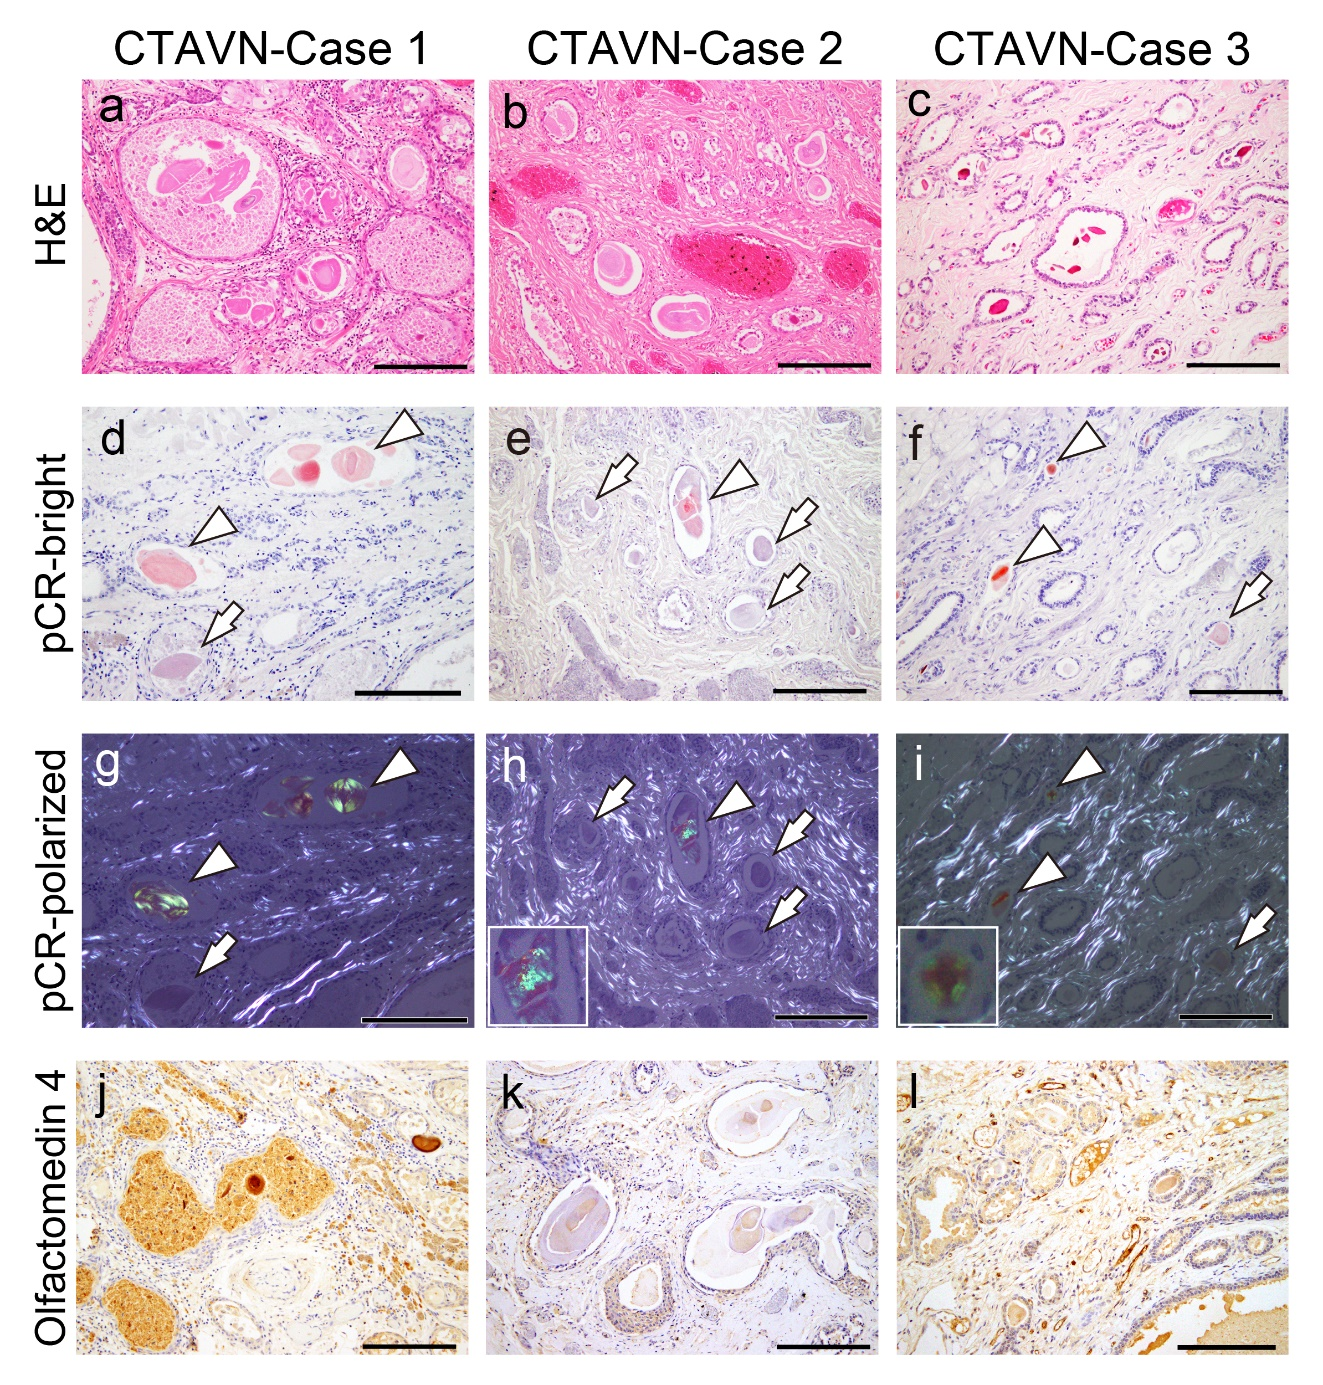 CTAVN-Case 1 CTAVN-Case 2 CTAVN-Case 3
H&E
a b c
pCR-bright
d e f
pCR-polarized
g h i
Olfactomedin 4
j k l